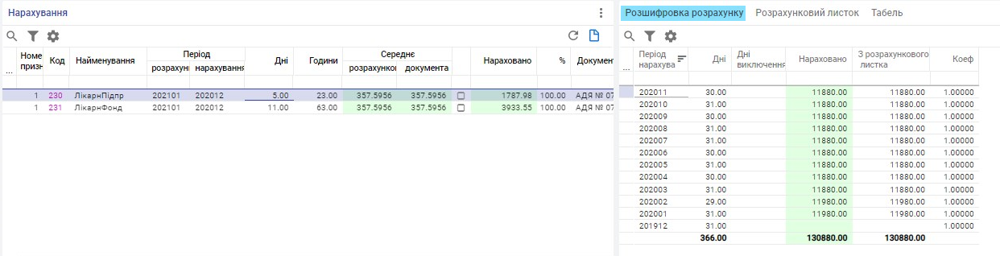 Нарахування
Номе призн Код Найменування Період розрахунк нарахування Дні Години Середнє розрахункої документа Нараховано % Документ
...
1 230 ЛікарнПідпр 202101 202012 5.00 23.00 357.5956 357.5956 1787.98 100.00 АДЯ № 07
1 231 ЛікарнФонд 202101 202012 11.00 63.00 357.5956 357.5956 3933.55 100.00 АДЯ № 07
Розшифровка розрахунку Розрахунковий листок Табель
Період нарахува Дні Дні виключення Нараховано З розрахункового листка Коеф
...
202011 30.00 11880.00 11880.00 1.00000
202010 31.00 11880.00 11880.00 1.00000
202009 30.00 11880.00 11880.00 1.00000
202008 31.00 11880.00 11880.00 1.00000
202007 31.00 11880.00 11880.00 1.00000
202006 30.00 11880.00 11880.00 1.00000
202005 31.00 11880.00 11880.00 1.00000
202004 30.00 11880.00 11880.00 1.00000
202003 31.00 11880.00 11880.00 1.00000
202002 29.00 11980.00 11980.00 1.00000
202001 31.00 11980.00 11980.00 1.00000
201912 31.00 1.00000
366.00 130880.00 130880.00